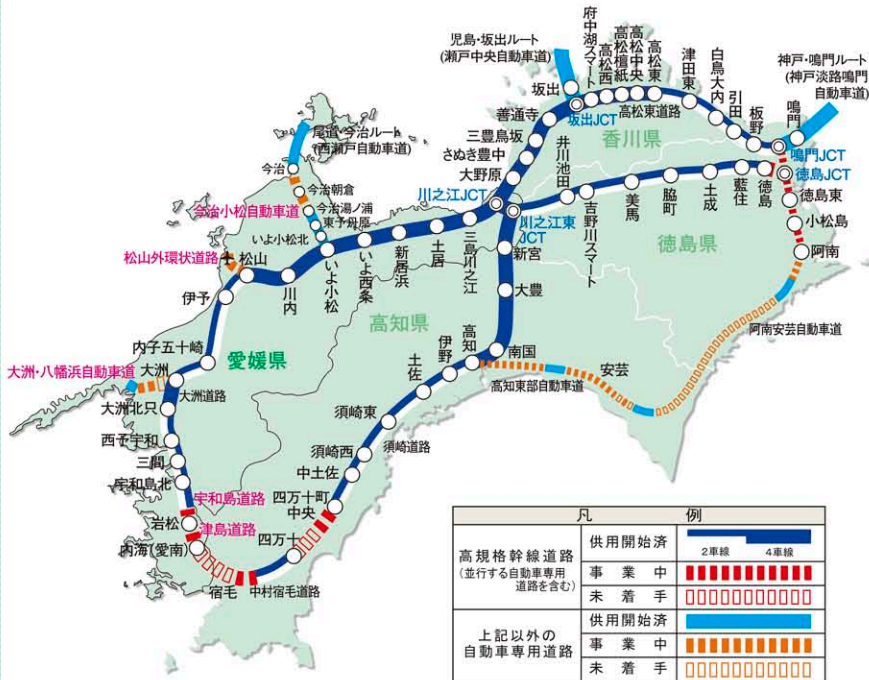 児島・坂出ルート
(瀬戸中央自動車道)
坂出
府中湖スマート
高松西
高松檀紙
高松中央
高松東
津田東
白鳥大内
引田
板野
鳴門
神戸・鳴門ルート
(神戸淡路鳴門
自動車道)
善通寺
坂出JCT
高松東道路
三豊鳥坂
さぬき豊中
大野原
香川県
鳴門JCT
徳島JCT
尾道・今治ルート
(西瀬戸自動車道)
今治
今治朝倉
今治湯ノ浦
東予丹原
いよ小松北
今治小松自動車道
川之江JCT
川之江東
JCT
井川池田
吉野川スマート
美馬
脇町
土成
藍住
徳島
徳島東
小松島
阿南
徳島県
松山外環状道路
松山
川内
いよ小松
いよ西条
新居浜
土居
三島川之江
新宮
大豊
伊予
内子五十崎
愛媛県
高知県
大洲・八幡浜自動車道
大洲
大洲道路
大洲北只
西予宇和
三間
宇和島北
宇和島道路
岩松
津島道路
内海(愛南)
宿毛
中村宿毛道路
四万十
四万十町
中央
中土佐
須崎西
須崎東
須崎道路
土佐
伊野
高知
南国
高知東部自動車道
安芸
阿南安芸自動車道
凡例
高規格幹線道路
(並行する自動車専用
道路を含む)
供用開始済
2車線
4車線
事業中
未着手
上記以外の
自動車専用道路
供用開始済
事業中
未着手